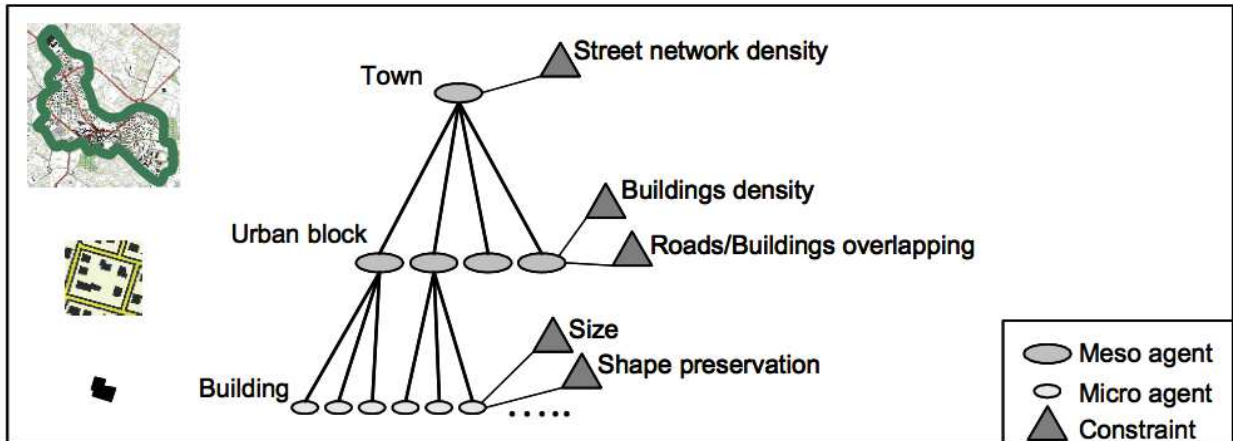 Street network density
Town
Buildings density
Urban block
Roads/Buildings overlapping
Size
Shape preservation
Building
.....
Meso agent
Micro agent
Constraint